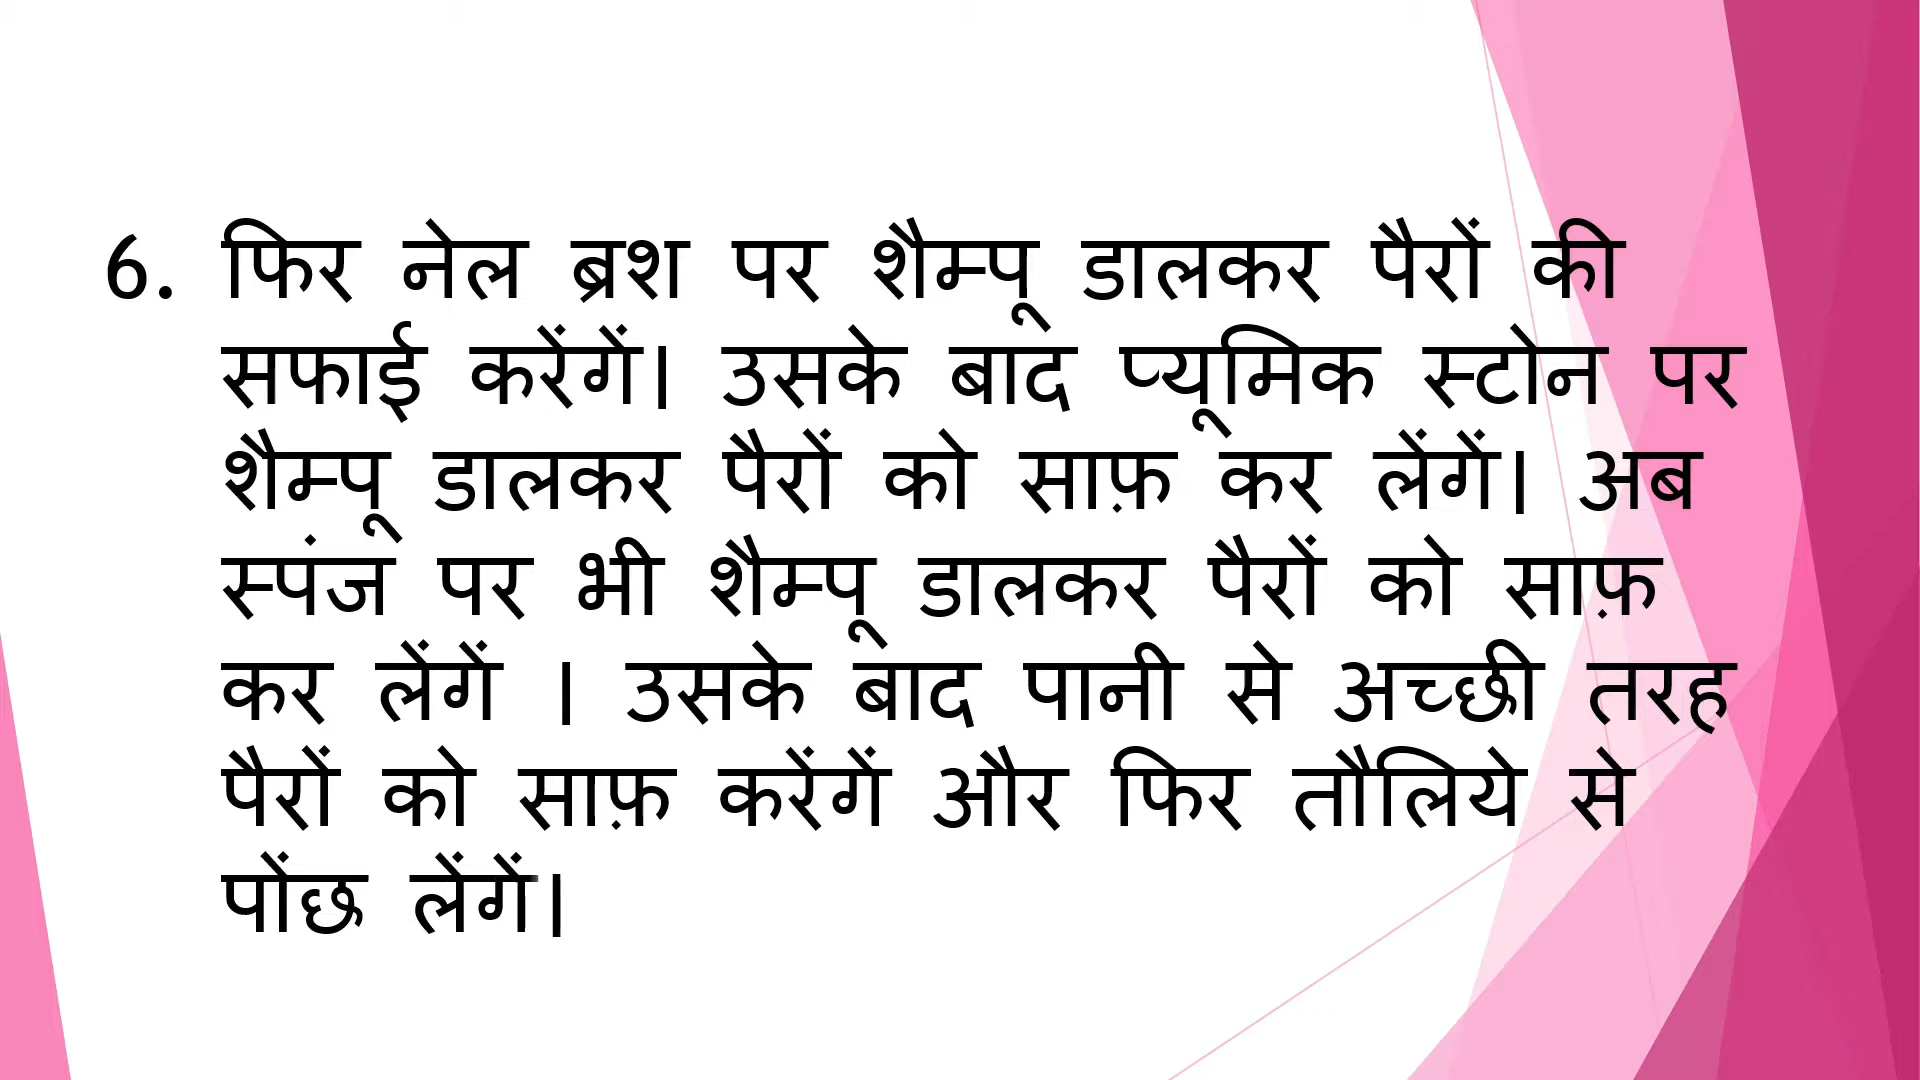 6. फिर नेल ब्रश पर शैम्पू डालकर पैरों की
सफाई करेंगें। उसके बाद प्यूमिक स्टोन पर
शैम्पू डालकर पैरों को साफ़ कर लेंगें। अब
स्पंज पर भी शैम्पू डालकर पैरों को साफ़
कर लेंगें । उसके बाद पानी से अच्छी तरह
पैरों को साफ़ करेंगें और फिर तौलिये से
पोंछ लेंगें।